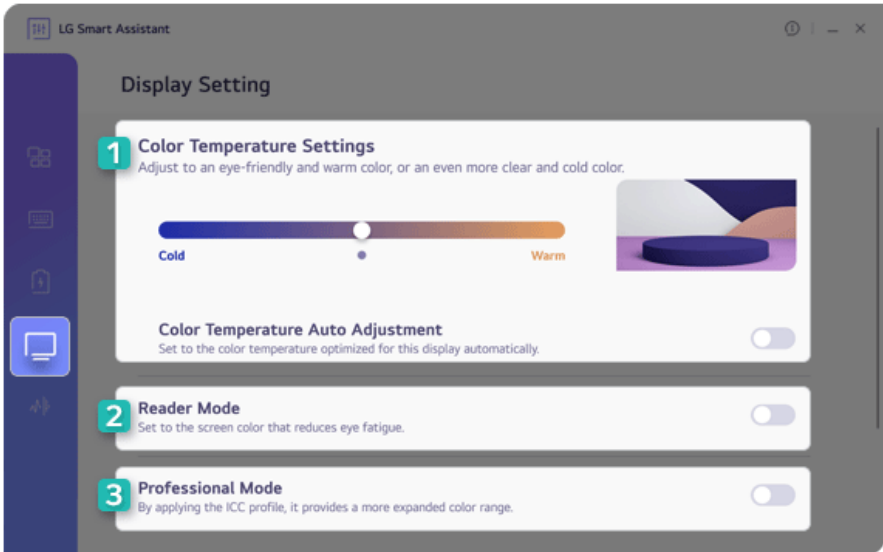 LG Smart Assistant
Display Setting
1
Color Temperature Settings
Adjust to an eye-friendly and warm color, or an even more clear and cold color.
Cold
Warm
Color Temperature Auto Adjustment
Set to the color temperature optimized for this display automatically.
2
Reader Mode
Set to the screen color that reduces eye fatigue.
3
Professional Mode
By applying the ICC profile, it provides a more expanded color range.